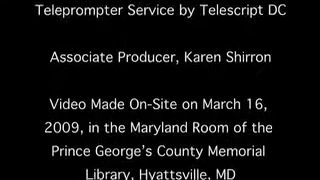 Teleprompter Service by Telescript DC
Associate Producer, Karen Shirron
Video Made On-Site on March 16,
2009, in the Maryland Room of the
Prince George's County Memorial
Library, Hyattsville, MD